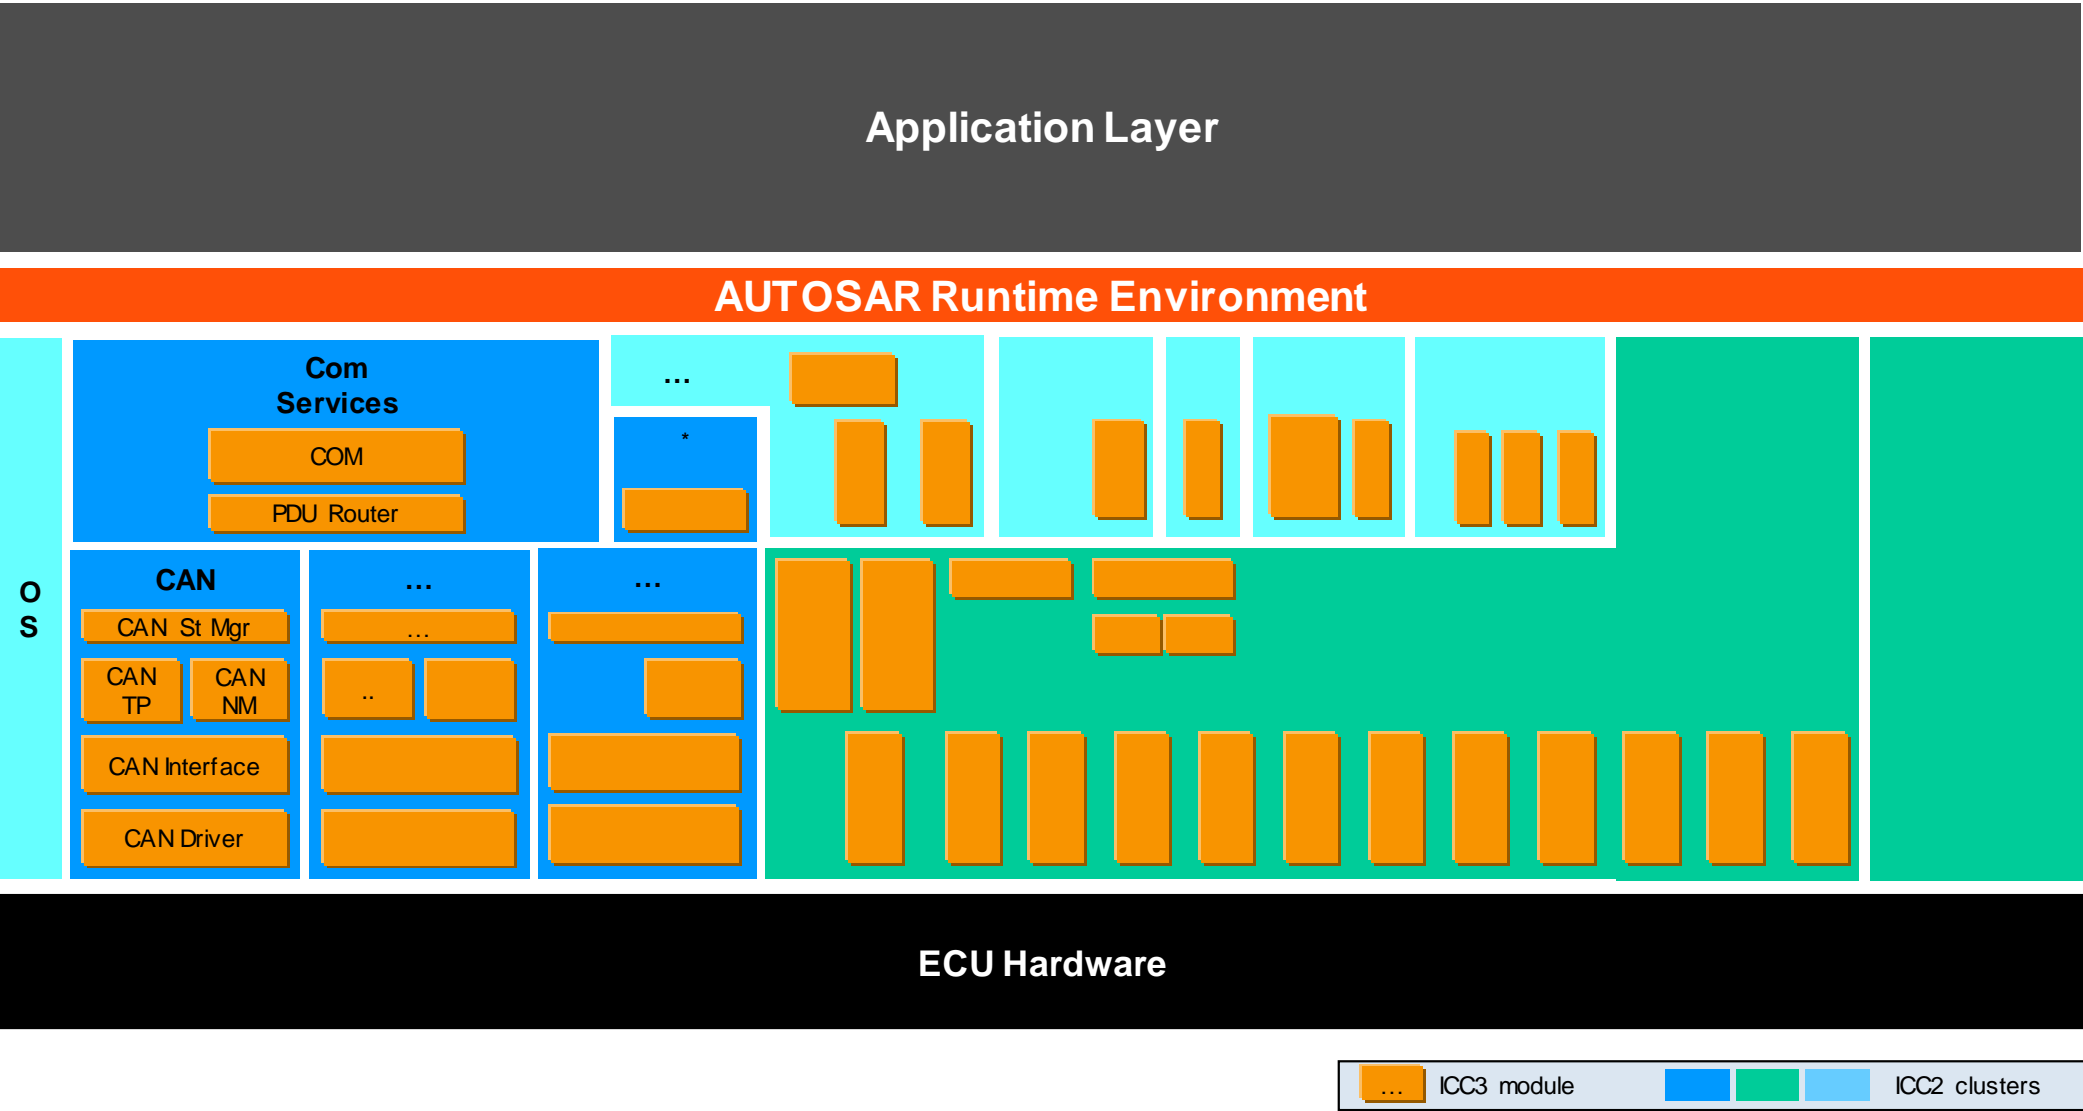 Application Layer
AUTOSAR Runtime Environment
Com
Services
COM
PDU Router
...
*
O
S
CAN
CAN St Mgr
CAN
TP
CAN
NM
CAN Interface
CAN Driver
...
...
..
...
ECU Hardware
... ICC3 module
ICC2 clusters